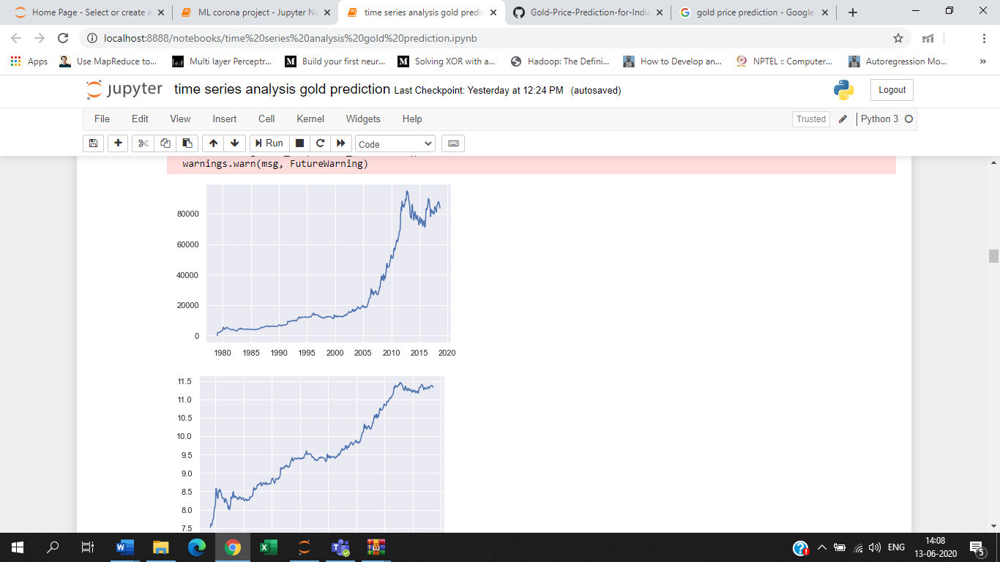 Home Page - Select or create a
ML corona project - Jupyter No
time series analysis gold predic
Gold-Price-Prediction-for-India
gold price prediction - Google
localhost:8888/notebooks/time%20series%20analysis%20gold%20prediction.ipynb
Apps
Use MapReduce to...
Multi layer Perceptr...
Build your first neur...
Solving XOR with a...
Hadoop: The Defini...
How to Develop an...
NPTEL :: Computer...
Autoregression Mo...
jupyter time series analysis gold prediction Last Checkpoint: Yesterday at 12:24 PM (autosaved)
Logout
File Edit View Insert Cell Kernel Widgets Help
Trusted
Python 3
Run
Code
warnings.warn(msg, FutureWarning)
80000
60000
40000
20000
0
1980 1985 1990 1995 2000 2005 2010 2015 2020
11.5
11.0
10.5
10.0
9.5
9.0
8.5
8.0
7.5
ENG
14:08
13-06-2020
5